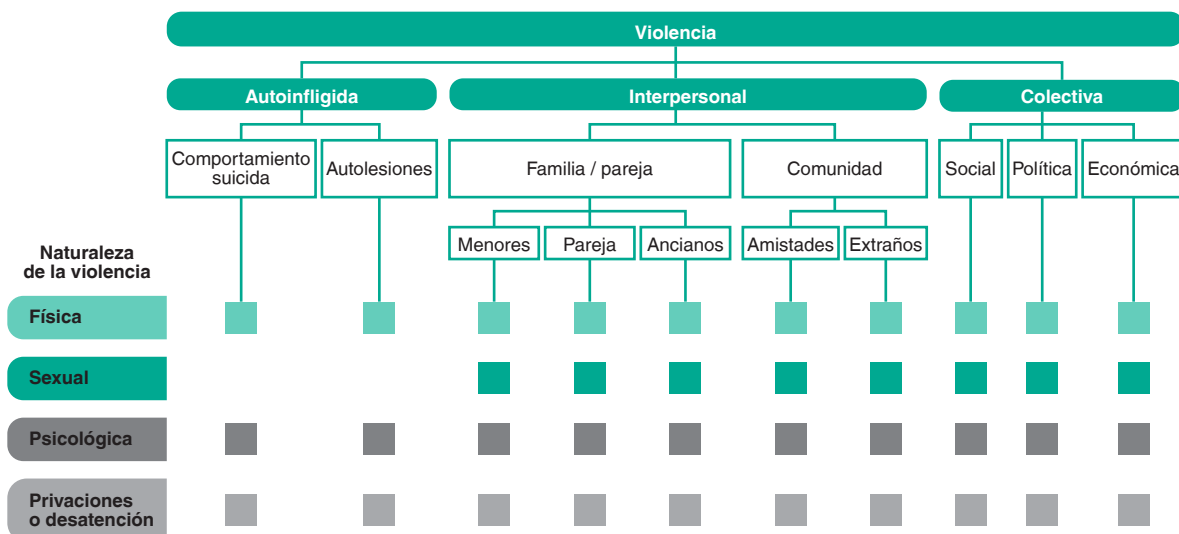 Violencia
Autoinfligida
Interpersonal
Colectiva
Comportamiento
suicida
Autolesiones
Familia / pareja
Comunidad
Social
Política
Económica
Menores
Pareja
Ancianos
Amistades
Extraños
Naturaleza
de la violencia
Física
Sexual
Psicológica
Privaciones
o desatención